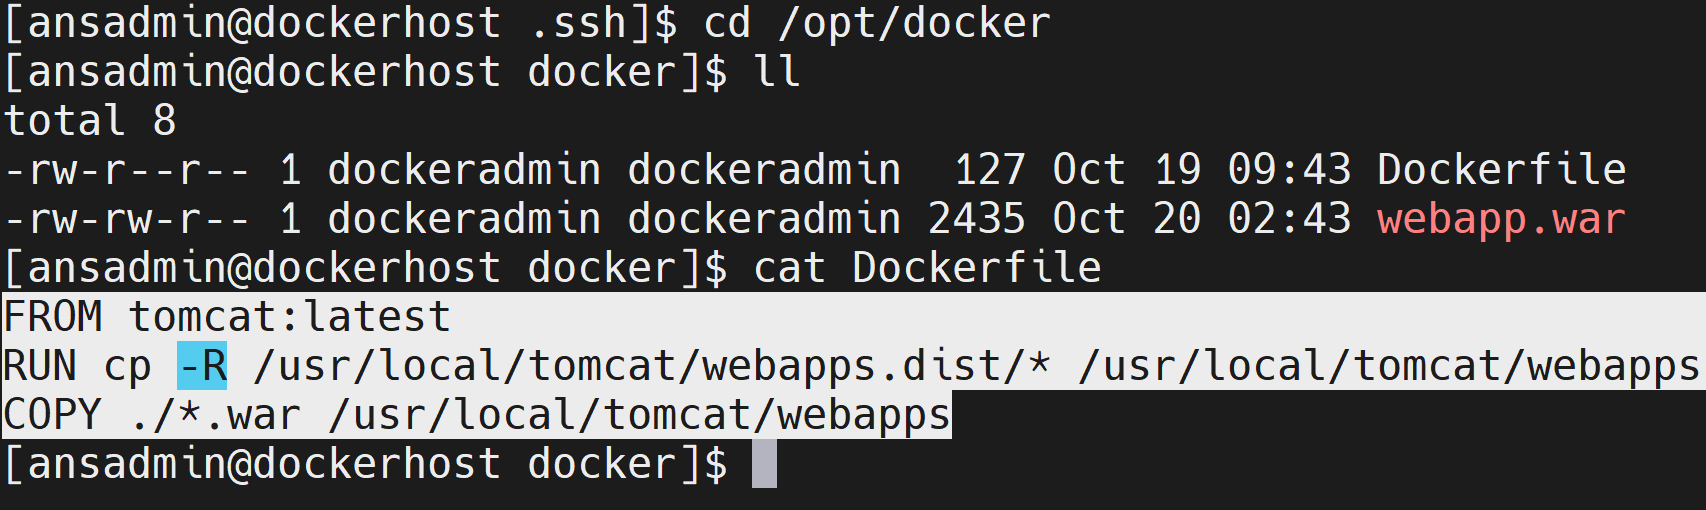 [ansadmin@dockerhost .ssh]$ cd /opt/docker
[ansadmin@dockerhost docker]$ ll
total 8
-rw-r--r-- 1 dockeradmin dockeradmin  127 Oct 19 09:43 Dockerfile
-rw-rw-r-- 1 dockeradmin dockeradmin 2435 Oct 20 02:43 webapp.war
[ansadmin@dockerhost docker]$ cat Dockerfile
FROM tomcat:latest
RUN cp -R /usr/local/tomcat/webapps.dist/* /usr/local/tomcat/webapps
COPY ./*.war /usr/local/tomcat/webapps
[ansadmin@dockerhost docker]$